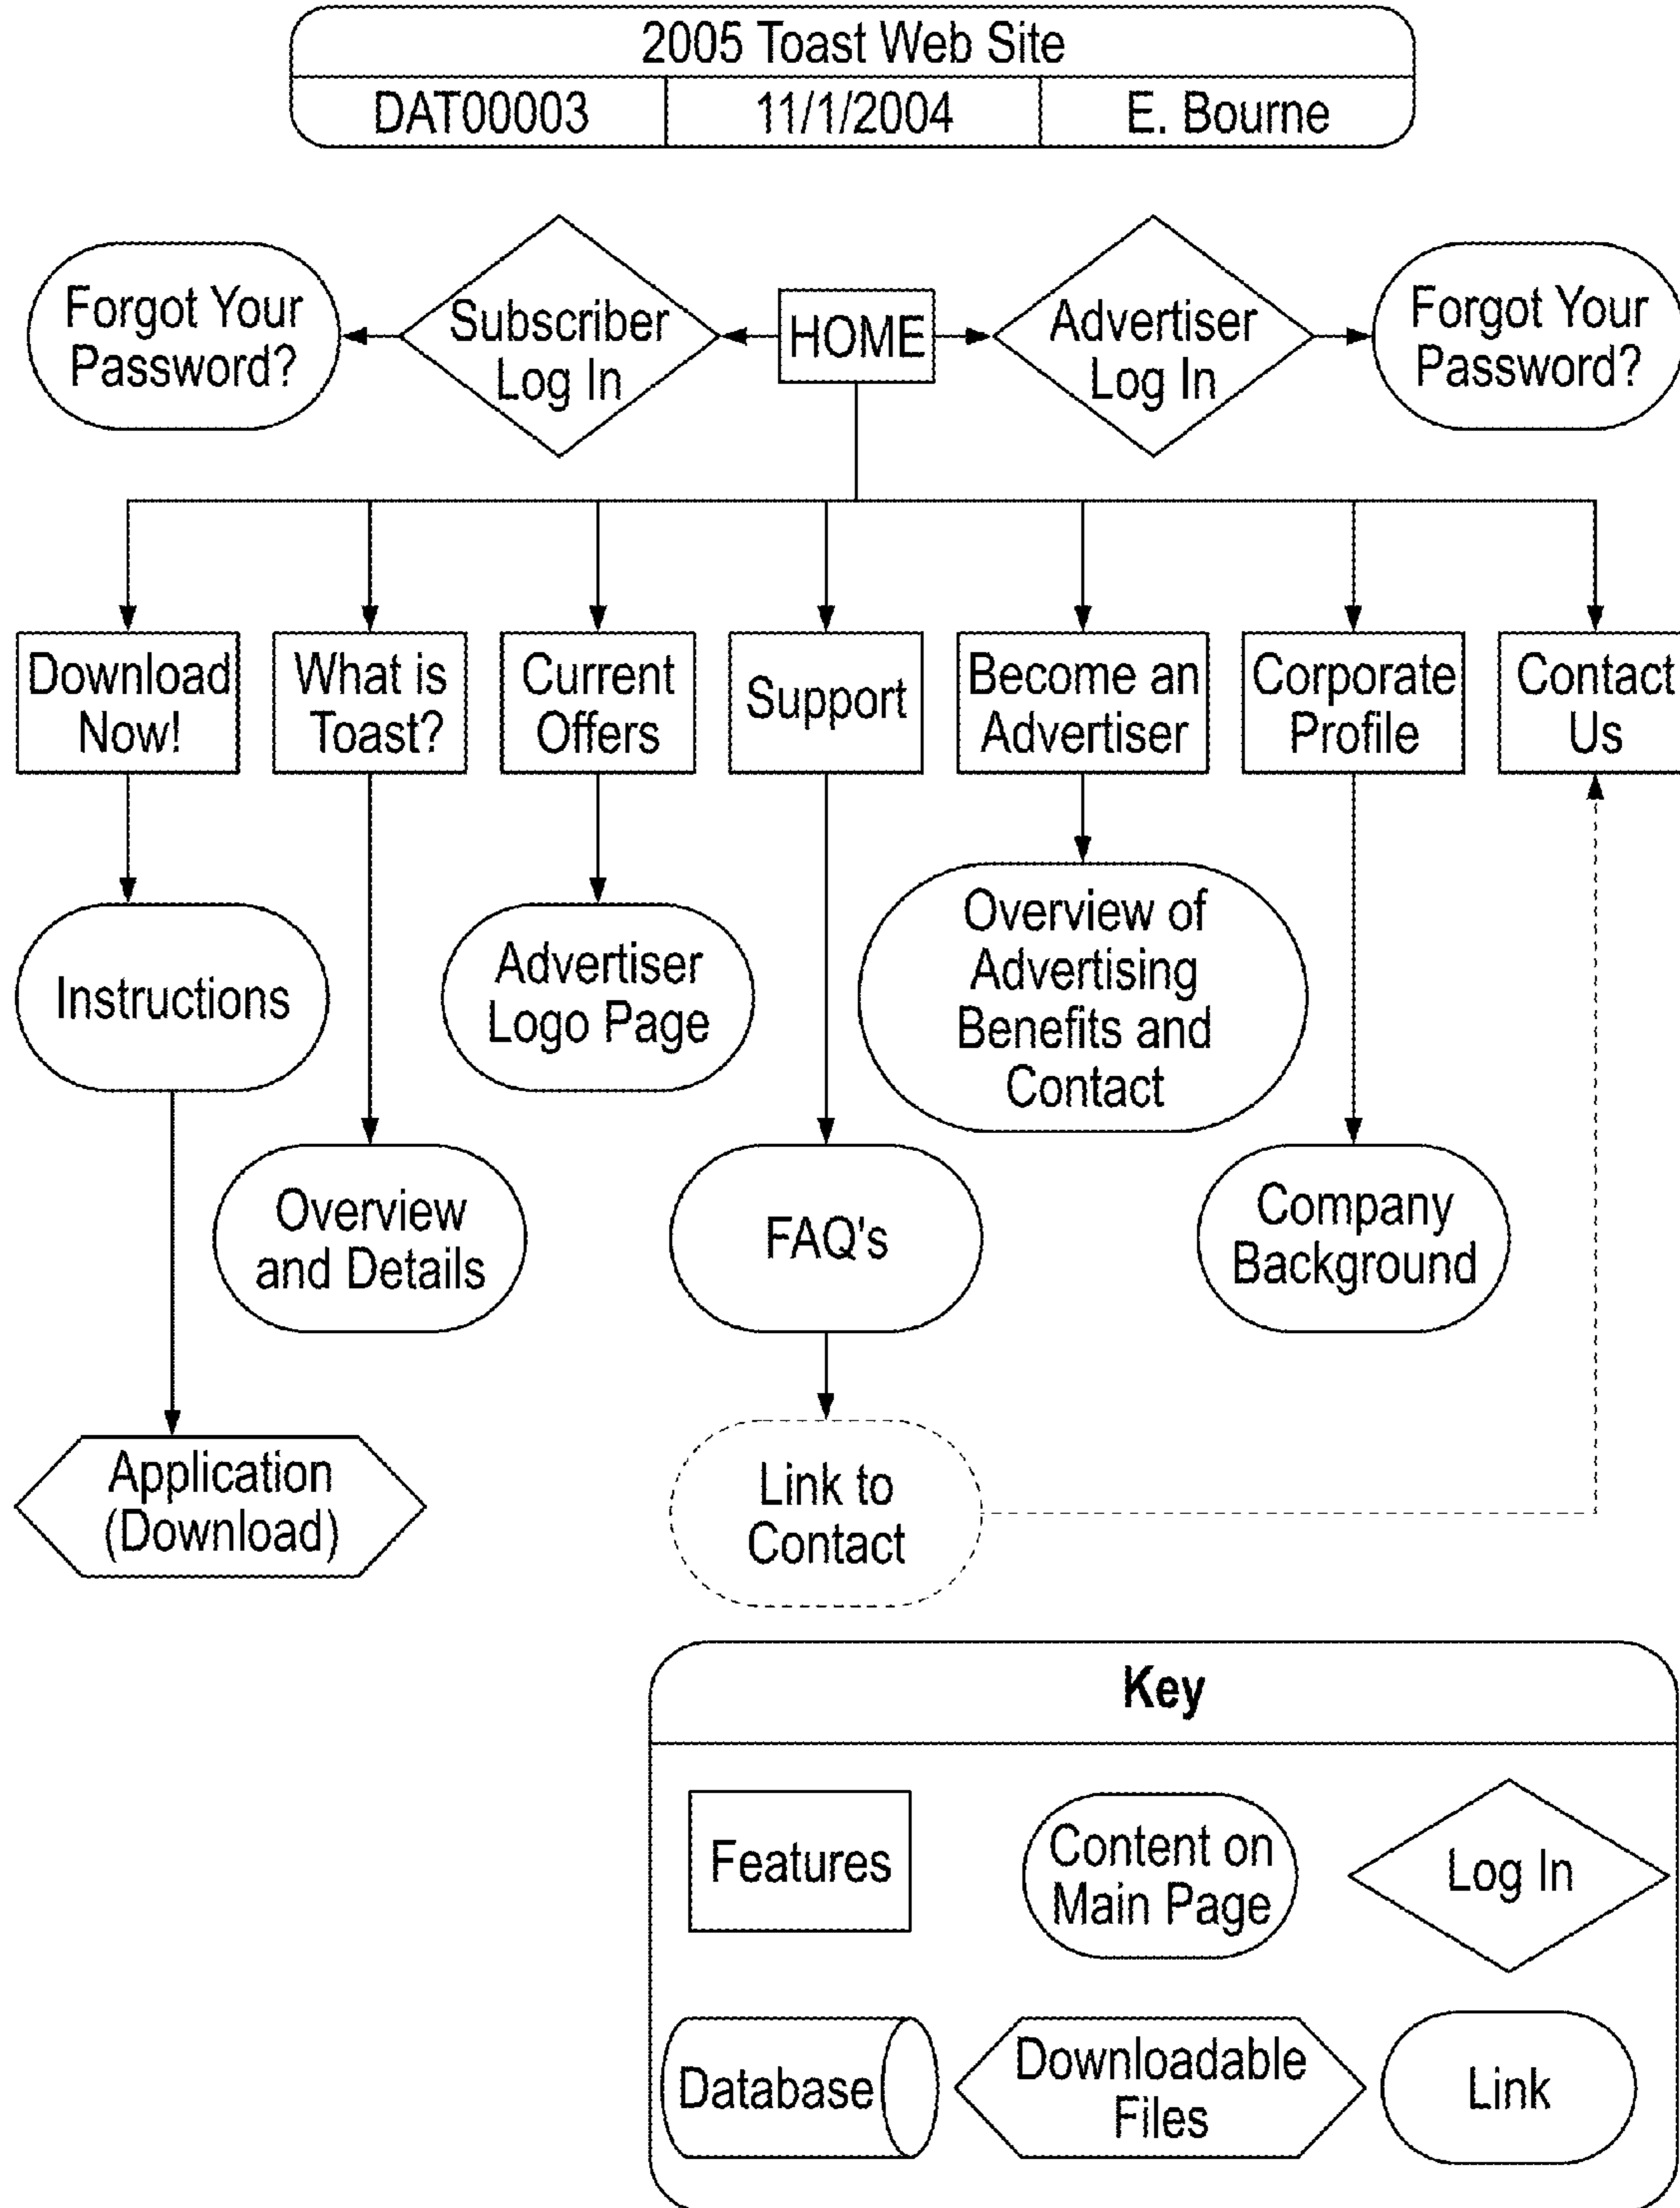 2005 Toast Web Site
DAT00003 11/1/2004 E. Bourne
Forgot Your
Password?
Subscriber
Log In
HOME
Advertiser
Log In
Forgot Your
Password?
Download
Now!
What is
Toast?
Current
Offers
Support
Become an
Advertiser
Corporate
Profile
Contact
Us
Instructions
Advertiser
Logo Page
Overview of
Advertising
Benefits and
Contact
Overview
and Details
FAQ's
Company
Background
Application
(Download)
Link to
Contact
Key
Features
Content on
Main Page
Log In
Database
Downloadable
Files
Link